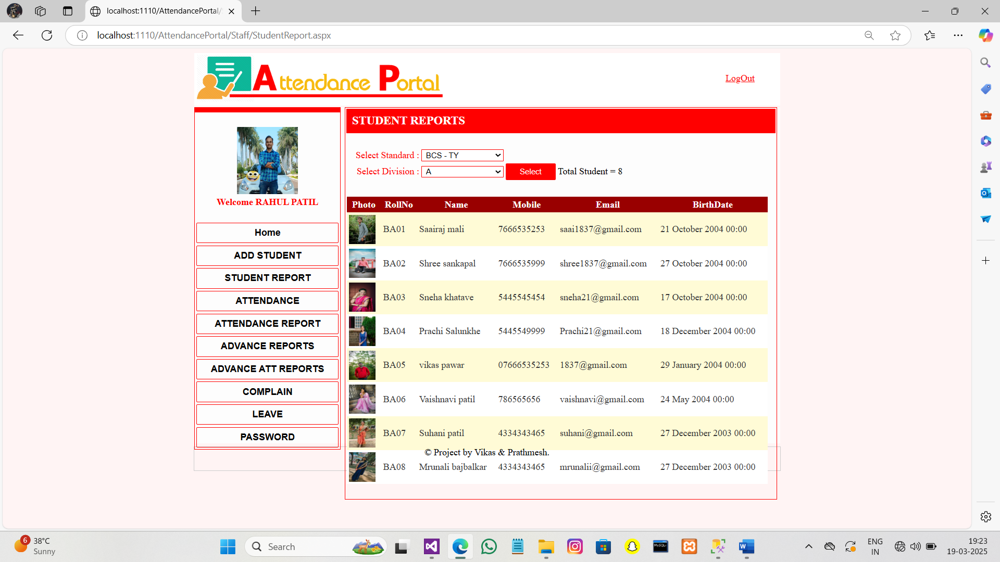 localhost:1110/AttendancePortal/
localhost:1110/AttendancePortal/Staff/StudentReport.aspx
Attendance Portal
LogOut
Welcome RAHUL PATIL
Home
ADD STUDENT
STUDENT REPORT
ATTENDANCE
ATTENDANCE REPORT
ADVANCE REPORTS
ADVANCE ATT REPORTS
COMPLAIN
LEAVE
PASSWORD
STUDENT REPORTS
Select Standard : BCS - TY
Select Division : A Select Total Student = 8
Photo RollNo Name Mobile Email BirthDate
BA01 Saairaj mali 7666535253 saai1837@gmail.com 21 October 2004 00:00
BA02 Shree sankapal 7666535999 shree1837@gmail.com 27 October 2004 00:00
BA03 Sneha khatave 5445545454 sneha21@gmail.com 17 October 2004 00:00
BA04 Prachi Salunkhe 5445549999 Prachi21@gmail.com 18 December 2004 00:00
BA05 vikas pawar 07666535253 1837@gmail.com 29 January 2004 00:00
BA06 Vaishnavi patil 786565656 vaishnavi@gmail.com 24 May 2004 00:00
BA07 Suhani patil 4334343465 suhani@gmail.com 27 December 2003 00:00
© Project by Vikas & Prathmesh.
BA08 Mrunali bajbalkar 4334343465 mrunalii@gmail.com 27 December 2003 00:00
6 38°C
Sunny
Search
MySQL
ENG
IN
19:23
19-03-2025